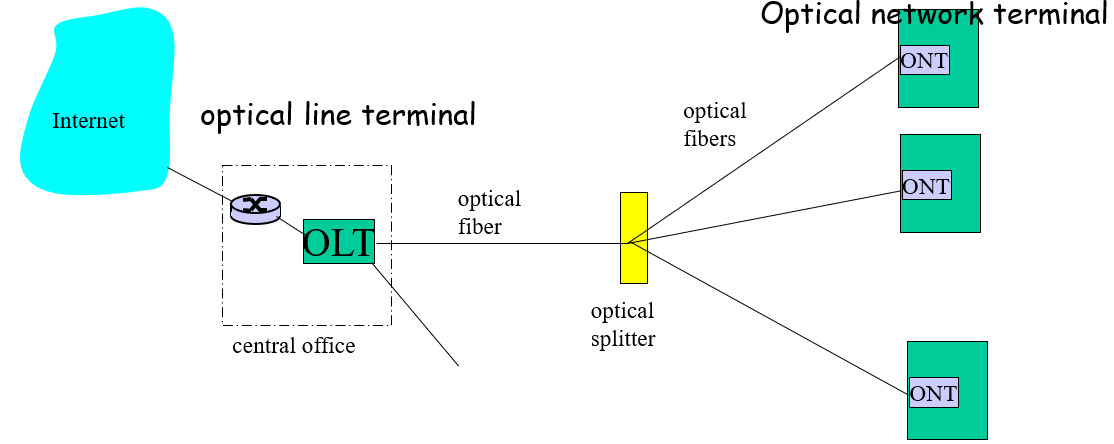 Optical network terminal
ONT
Internet
optical line terminal
optical
fibers
ONT
optical
fiber
OLT
optical
splitter
central office
ONT